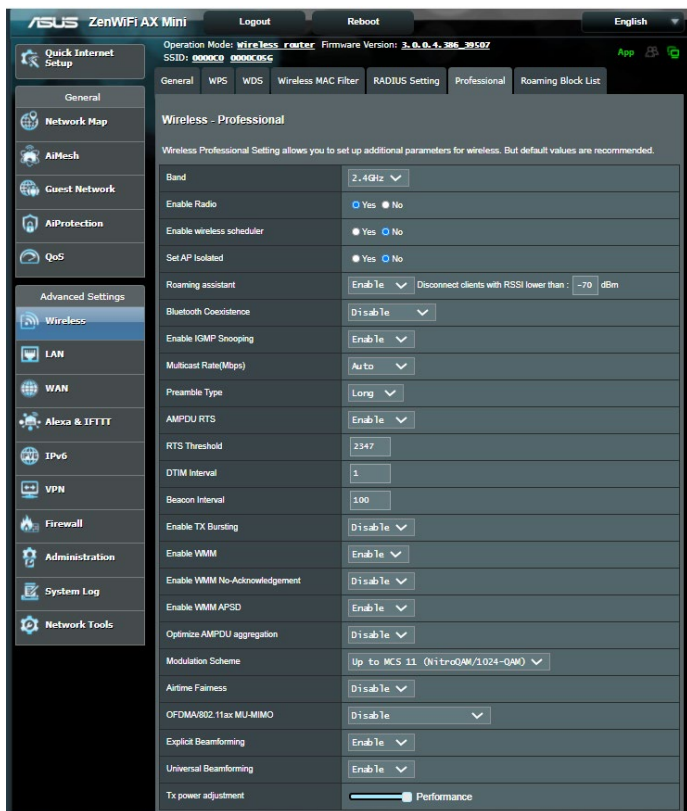 ASUS ZenWiFi AX Mini Logout Reboot English
Quick Internet Setup
Operation Mode: Wireless router Firmware Version: 3.0.0.4.386_39507
SSID: 0000C0 0000C05G
App
General WPS WDS Wireless MAC Filter RADIUS Setting Professional Roaming Block List
General
Network Map
AiMesh
Guest Network
AiProtection
QoS
Advanced Settings
Wireless
LAN
WAN
Alexa & IFTTT
IPv6
VPN
Firewall
Administration
System Log
Network Tools
Wireless - Professional
Wireless Professional Setting allows you to set up additional parameters for wireless. But default values are recommended.
Band 2.4GHz
Enable Radio Yes No
Enable wireless scheduler Yes No
Set AP Isolated Yes No
Roaming assistant Enable Disconnect clients with RSSI lower than : -70 dBm
Bluetooth Coexistence Disable
Enable IGMP Snooping Enable
Multicast Rate(Mbps) Auto
Preamble Type Long
AMPDU RTS Enable
RTS Threshold 2347
DTIM Interval 1
Beacon Interval 100
Enable TX Bursting Disable
Enable WMM Enable
Enable WMM No-Acknowledgement Disable
Enable WMM APSD Enable
Optimize AMPDU aggregation Disable
Modulation Scheme Up to MCS 11 (NitroQAM/1024-QAM)
Airtime Fairness Disable
OFDMA/802.11ax MU-MIMO Disable
Explicit Beamforming Enable
Universal Beamforming Enable
Tx power adjustment Performance